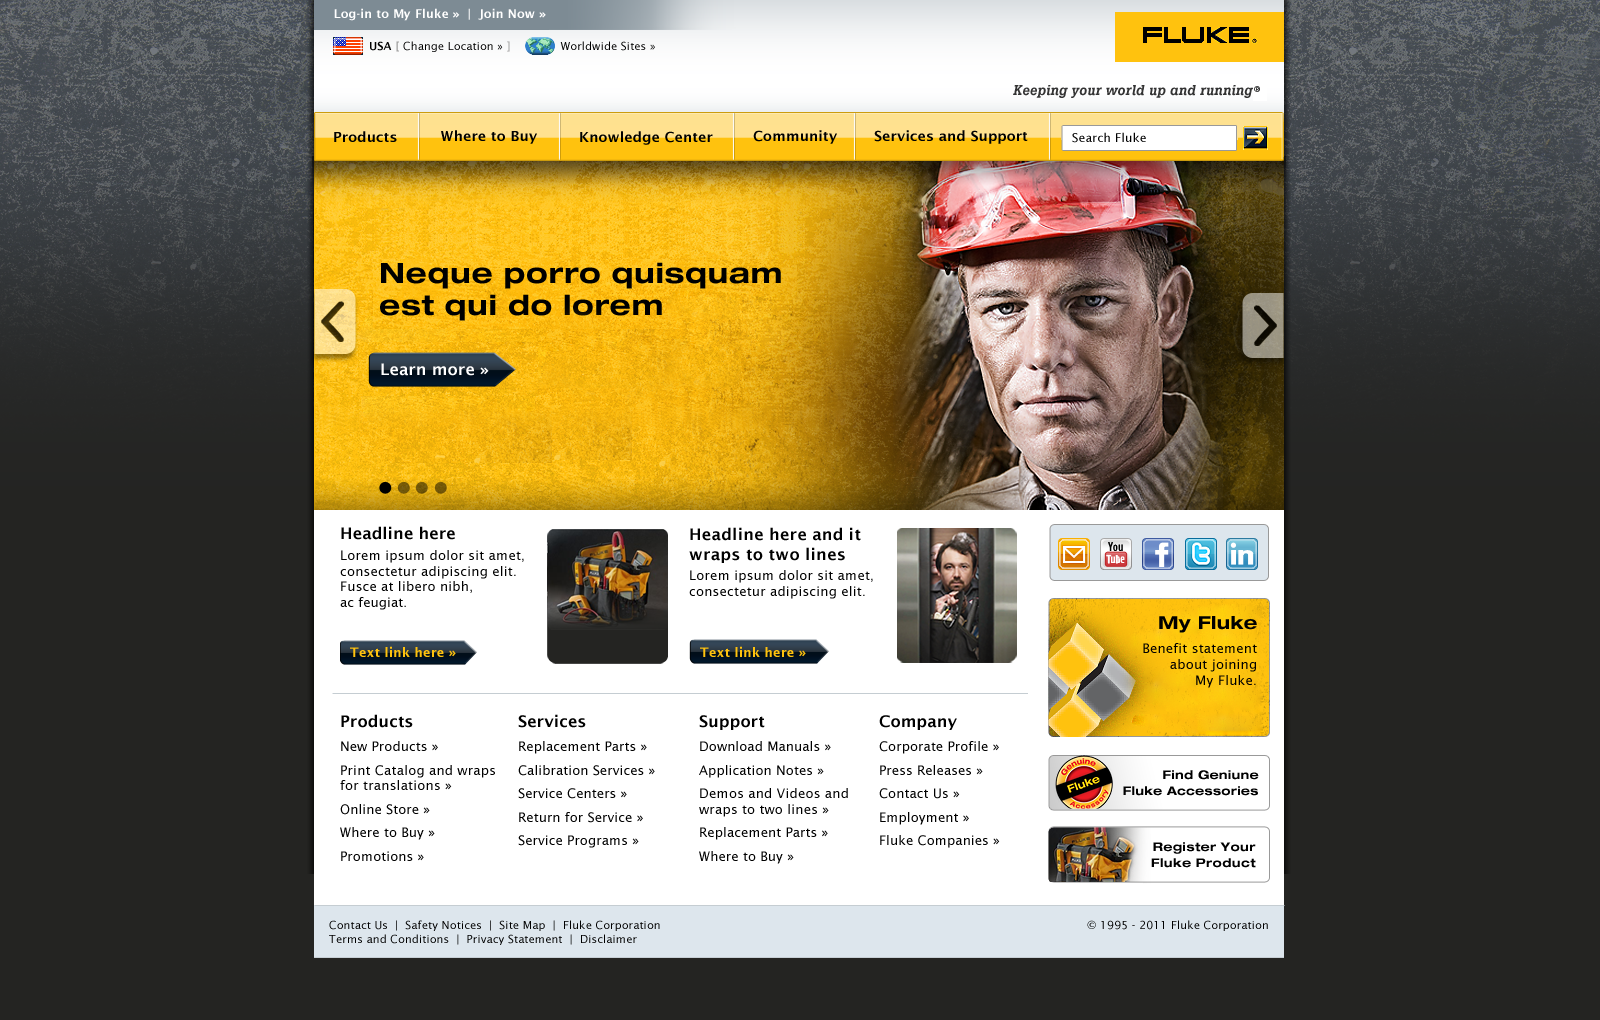 Log-in to My Fluke » | Join Now »
USA [ Change Location » ] Worldwide Sites »
FLUKE®
Keeping your world up and running®
Products Where to Buy Knowledge Center Community Services and Support Search Fluke
Neque porro quisquam
est qui do lorem
Learn more »
Headline here
Lorem ipsum dolor sit amet,
consectetur adipiscing elit.
Fusce at libero nibh,
ac feugiat.
Text link here »
Headline here and it
wraps to two lines
Lorem ipsum dolor sit amet,
consectetur adipiscing elit.
Text link here »
You
Tube
f
t
in
My Fluke
Benefit statement
about joining
My Fluke.
Genuine
Fluke
Accessory
Find Geniune
Fluke Accessories
Register Your
Fluke Product
Products
New Products »
Print Catalog and wraps
for translations »
Online Store »
Where to Buy »
Promotions »
Services
Replacement Parts »
Calibration Services »
Service Centers »
Return for Service »
Service Programs »
Support
Download Manuals »
Application Notes »
Demos and Videos and
wraps to two lines »
Replacement Parts »
Where to Buy »
Company
Corporate Profile »
Press Releases »
Contact Us »
Employment »
Fluke Companies »
Contact Us | Safety Notices | Site Map | Fluke Corporation
Terms and Conditions | Privacy Statement | Disclaimer
© 1995 - 2011 Fluke Corporation